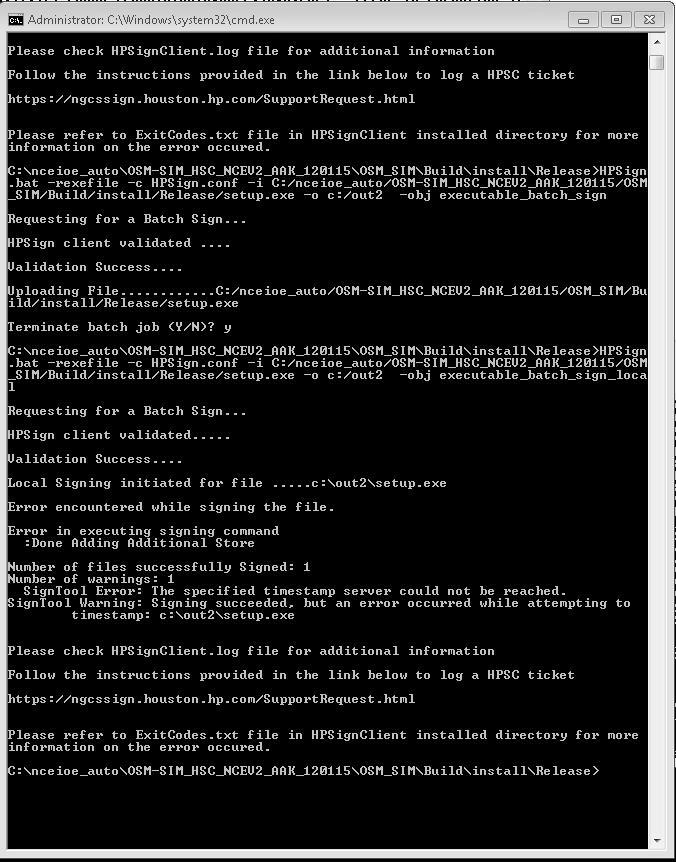 Administrator: C:\Windows\system32\cmd.exe
Please check HPSignClient.log file for additional information
Follow the instructions provided in the link below to log a HPSC ticket
https://ngcssign.houston.hp.com/SupportRequest.html
Please refer to ExitCodes.txt file in HPSignClient installed directory for more
information on the error occured.
C:\nceioe_auto\OSM-SIM_HSC_NCEV2_AAK_120115\OSM_SIM\Build\install\Release>HPSign
.bat -rexefile -c HPSign.conf -i C:/nceioe_auto/OSM-SIM_HSC_NCEV2_AAK_120115/OSM
_SIM/Build/install/Release/setup.exe -o c:/out2  -obj executable_batch_sign
Requesting for a Batch Sign...
HPSign client validated ....
Validation Success....
Uploading File............C:/nceioe_auto/OSM-SIM_HSC_NCEV2_AAK_120115/OSM_SIM/Bu
ild/install/Release/setup.exe
Terminate batch job (Y/N)? y
C:\nceioe_auto\OSM-SIM_HSC_NCEV2_AAK_120115\OSM_SIM\Build\install\Release>HPSign
.bat -rexefile -c HPSign.conf -i C:/nceioe_auto/OSM-SIM_HSC_NCEV2_AAK_120115/OSM
_SIM/Build/install/Release/setup.exe -o c:/out2  -obj executable_batch_sign_loca
l
Requesting for a Batch Sign...
HPSign client validated.....
Validation Success....
Local Signing initiated for file .....c:\out2\setup.exe
Error encountered while signing the file.
Error in executing signing command
:Done Adding Additional Store
Number of files successfully Signed: 1
Number of warnings: 1
SignTool Error: The specified timestamp server could not be reached.
SignTool Warning: Signing succeeded, but an error occurred while attempting to
timestamp: c:\out2\setup.exe
Please check HPSignClient.log file for additional information
Follow the instructions provided in the link below to log a HPSC ticket
https://ngcssign.houston.hp.com/SupportRequest.html
Please refer to ExitCodes.txt file in HPSignClient installed directory for more
information on the error occured.
C:\nceioe_auto\OSM-SIM_HSC_NCEV2_AAK_120115\OSM_SIM\Build\install\Release>